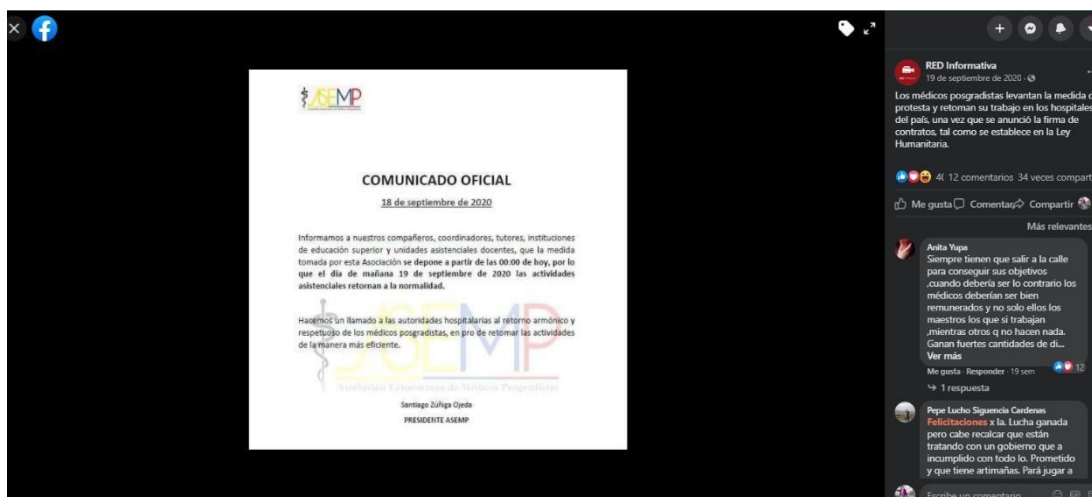 ASEMP
COMUNICADO OFICIAL
18 de septiembre de 2020
Informamos a nuestros compañeros, coordinadores, tutores, instituciones
de educación superior y unidades asistenciales docentes, que la medida
tomada por esta Asociación se depone a partir de las 00:00 de hoy, por lo
que el día de mañana 19 de septiembre de 2020 las actividades
asistenciales retornan a la normalidad.
Hacemos un llamado a las autoridades hospitalarias al retorno armónico y
respetuoso de los médicos posgradistas, en pro de retomar las actividades
de la manera más eficiente.
ASEMP
Asociación Ecuatoriana de Médicos Posgradistas
Santiago Zúñiga Ojeda
PRESIDENTE ASEMP
RED Informativa
19 de septiembre de 2020 ·
Los médicos posgradistas levantan la medida
protesta y retoman su trabajo en los hospitales
del país, una vez que se anunció la firma de
contratos, tal como se establece en la Ley
Humanitaria.
12 comentarios 34 veces compart
Me gusta Comentar Compartir
Más relevantes
Anita Yupa
Siempre tienen que salir a la calle
para conseguir sus objetivos
,cuando debería ser lo contrario los
médicos deberían ser bien
remunerados y no solo ellos los
maestros los que si trabajan
,mientras otros q no hacen nada.
Ganan fuertes cantidades de di...
Ver más
Me gusta · Responder · 19 sem
12
1 respuesta
Pepe Lucho Siguencia Cardenas
Felicitaciones x la. Lucha ganada
pero cabe recalcar que están
tratando con un gobierno que a
incumplido con todo lo. Prometido
y que tiene artimañas. Pará jugar a
Escribe un comentario